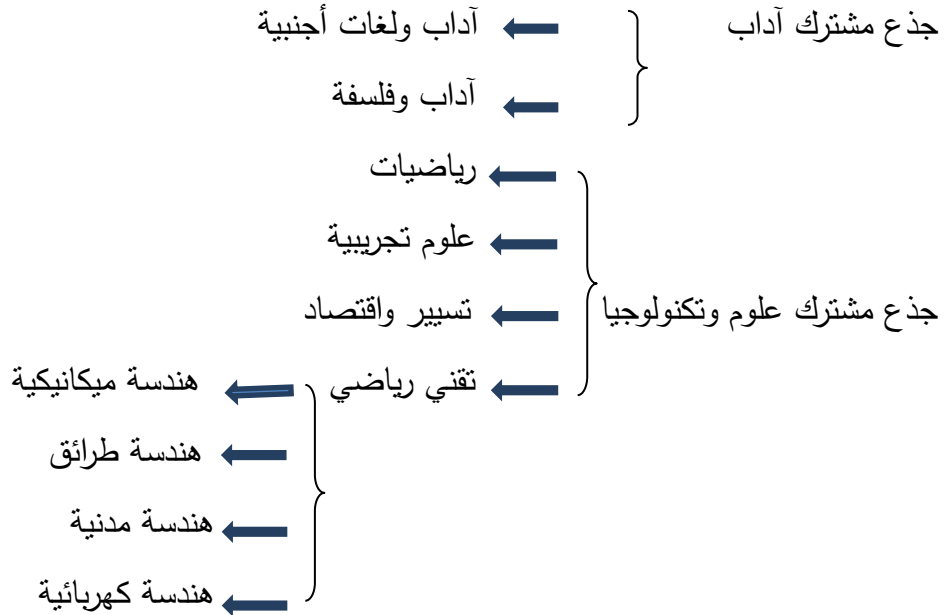 جذع مشترك آداب آداب ولغات أجنبية
آداب وفلسفة
رياضيات
علوم تجريبية
جذع مشترك علوم وتكنولوجيا تسيير واقتصاد
تقني رياضي هندسة ميكانيكية
هندسة طرائق
هندسة مدنية
هندسة كهربائية